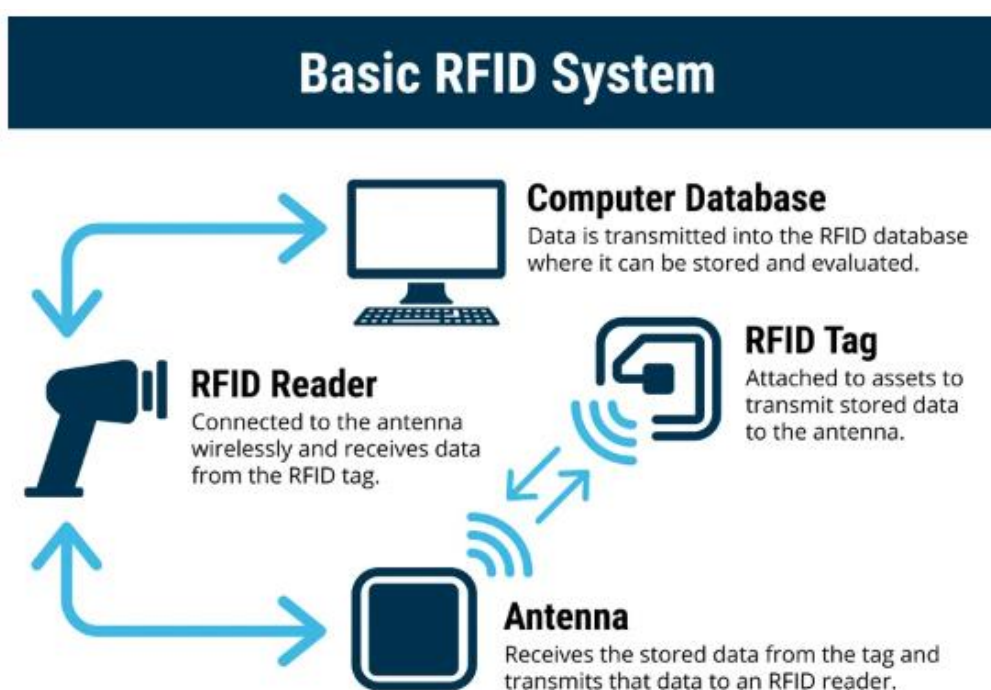 Basic RFID System
Computer Database
Data is transmitted into the RFID database
where it can be stored and evaluated.
RFID Tag
Attached to assets to
transmit stored data
to the antenna.
RFID Reader
Connected to the antenna
wirelessly and receives data
from the RFID tag.
Antenna
Receives the stored data from the tag and
transmits that data to an RFID reader.